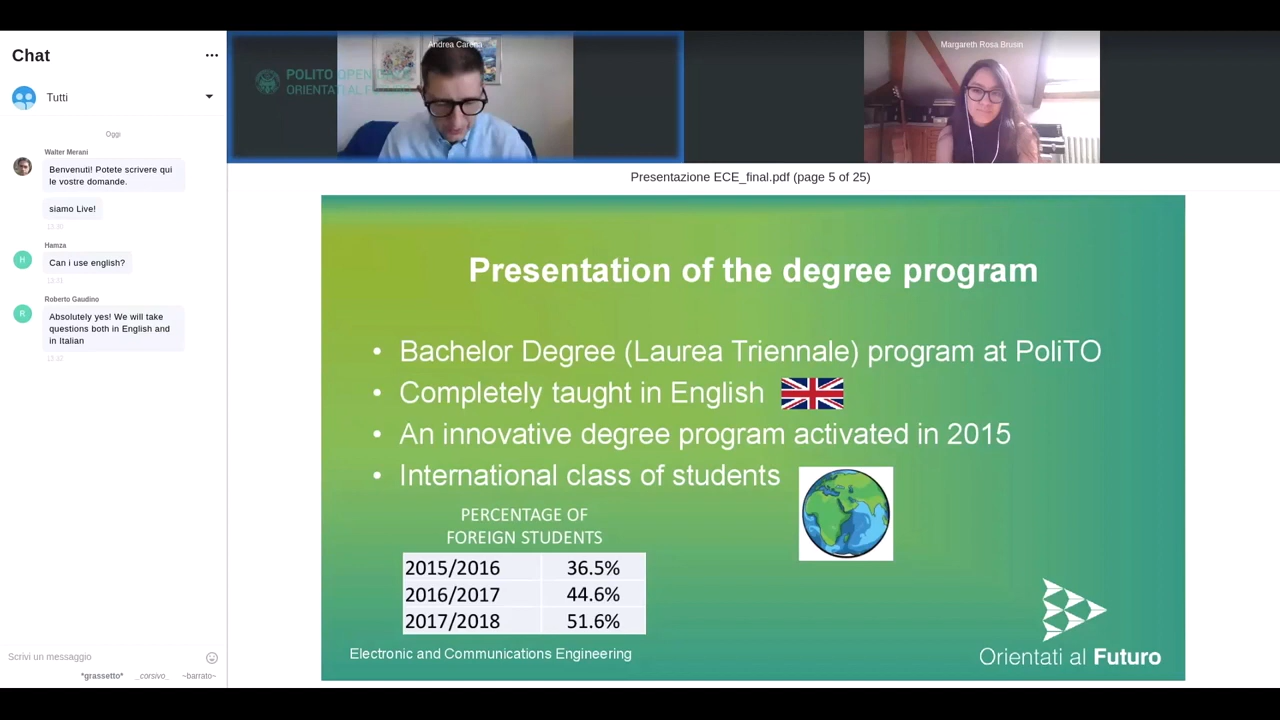 Chat
Tutti
Oggi
Walter Merani
Benvenuti! Potete scrivere qui
le vostre domande.
siamo Live!
Hamza
Can i use english?
Roberto Gaudino
Absolutely yes! We will take
questions both in English and
in Italian
Scrivi un messaggio
*grassetto* _corsivo_ ~barrato~
Andrea Carena
POLITO OPEN
ORIENTATI AL F
Margareth Rosa Brusin
Presentazione ECE_final.pdf (page 5 of 25)
Presentation of the degree program
• Bachelor Degree (Laurea Triennale) program at PoliTO
• Completely taught in English
• An innovative degree program activated in 2015
• International class of students
PERCENTAGE OF
FOREIGN STUDENTS
2015/2016 36.5%
2016/2017 44.6%
2017/2018 51.6%
Electronic and Communications Engineering
Orientati al Futuro
H
R